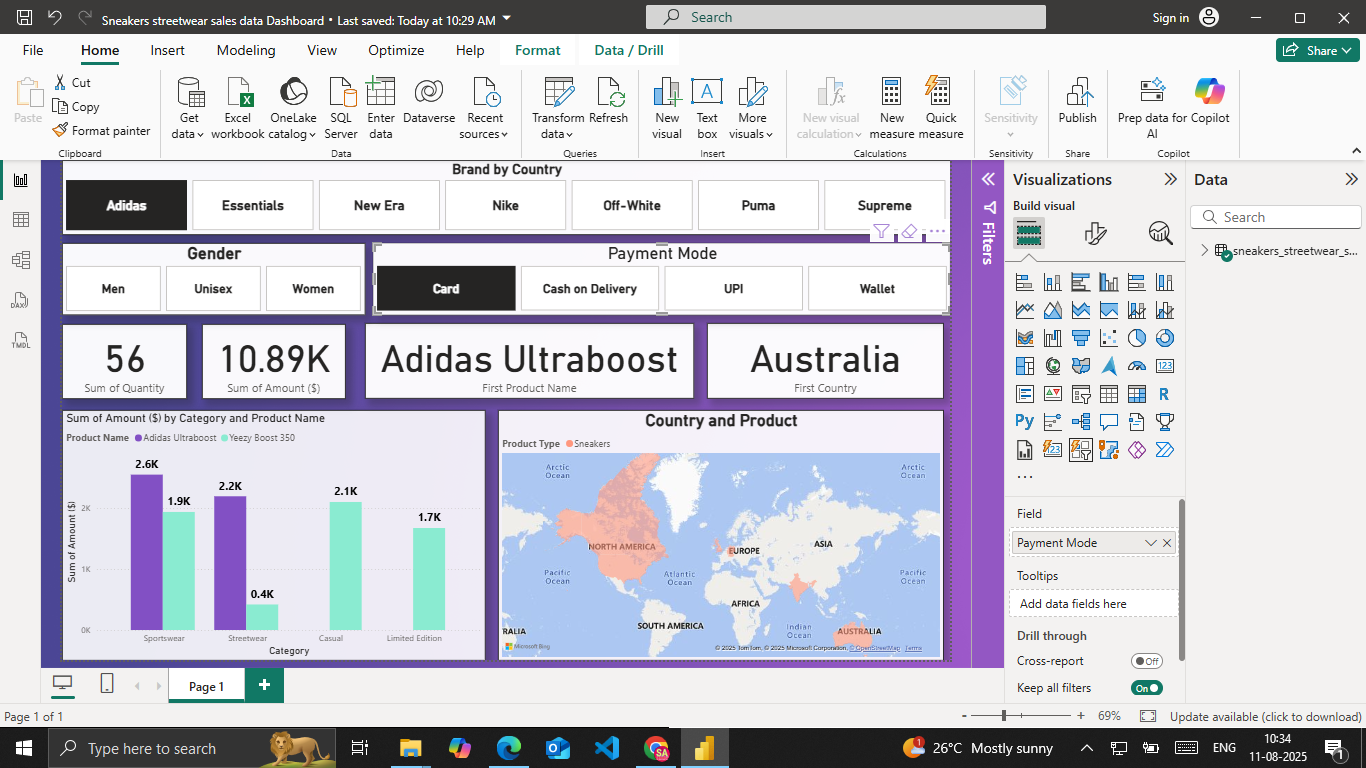 Sneakers streetwear sales data Dashboard • Last saved: Today at 10:29 AM
Search
Sign in
File Home Insert Modeling View Optimize Help Format Data / Drill
Share
Paste
Cut
Copy
Format painter
Get data
Excel workbook
OneLake catalog
SQL Server
Enter data
Dataverse
Recent sources
Transform data
Refresh
New visual
Text box
More visuals
New visual calculation
New measure
Quick measure
Sensitivity
Publish
Prep data for AI
Copilot
Clipboard Data Queries Insert Calculations Sensitivity Share Copilot
DAX
TMDL
Brand by Country
Adidas Essentials New Era Nike Off-White Puma Supreme
Gender
Men Unisex Women
Payment Mode
Card Cash on Delivery UPI Wallet
56
Sum of Quantity
10.89K
Sum of Amount ($)
Adidas Ultraboost
First Product Name
Australia
First Country
Sum of Amount ($) by Category and Product Name
Product Name Adidas Ultraboost Yeezy Boost 350
Sum of Amount ($)
2K
1K
0K
2.6K
1.9K
2.2K
0.4K
2.1K
1.7K
Sportswear Streetwear Casual Limited Edition
Category
Country and Product
Product Type Sneakers
Arctic Ocean
Arctic Ocean
NORTH AMERICA
EUROPE
ASIA
Pacific Ocean
Atlantic Ocean
Pacific Ocean
AFRICA
SOUTH AMERICA
Indian Ocean
RALIA
AUSTRALIA
Microsoft Bing
© 2025 TomTom, © 2025 Microsoft Corporation, © OpenStreetMap Terms
Filters
Visualizations
Build visual
123
R
Py
123
...
Field
Payment Mode
Tooltips
Add data fields here
Drill through
Cross-report
Off
Keep all filters
On
Data
Search
sneakers_streetwear_s...
Page 1
Page 1 of 1
- + 69%
Update available (click to download)
Type here to search
SA
1
26°C Mostly sunny
ENG
10:34
11-08-2025
1